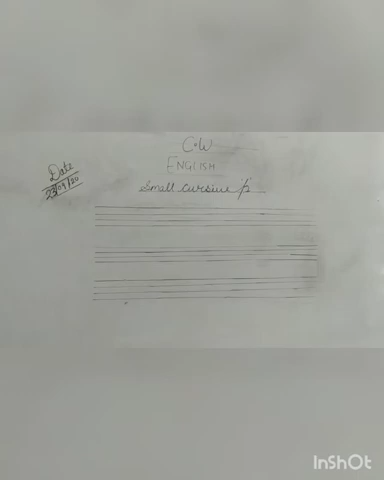 C.W
ENGLISH
Date
23/09/20
Small cursive p
InShOt